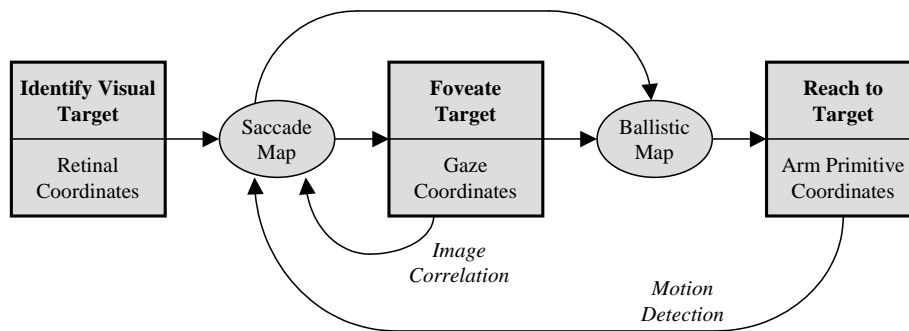 Identify Visual
Target
Retinal
Coordinates
Saccade
Map
Foveate
Target
Gaze
Coordinates
Ballistic
Map
Reach to
Target
Arm Primitive
Coordinates
Image
Correlation
Motion
Detection